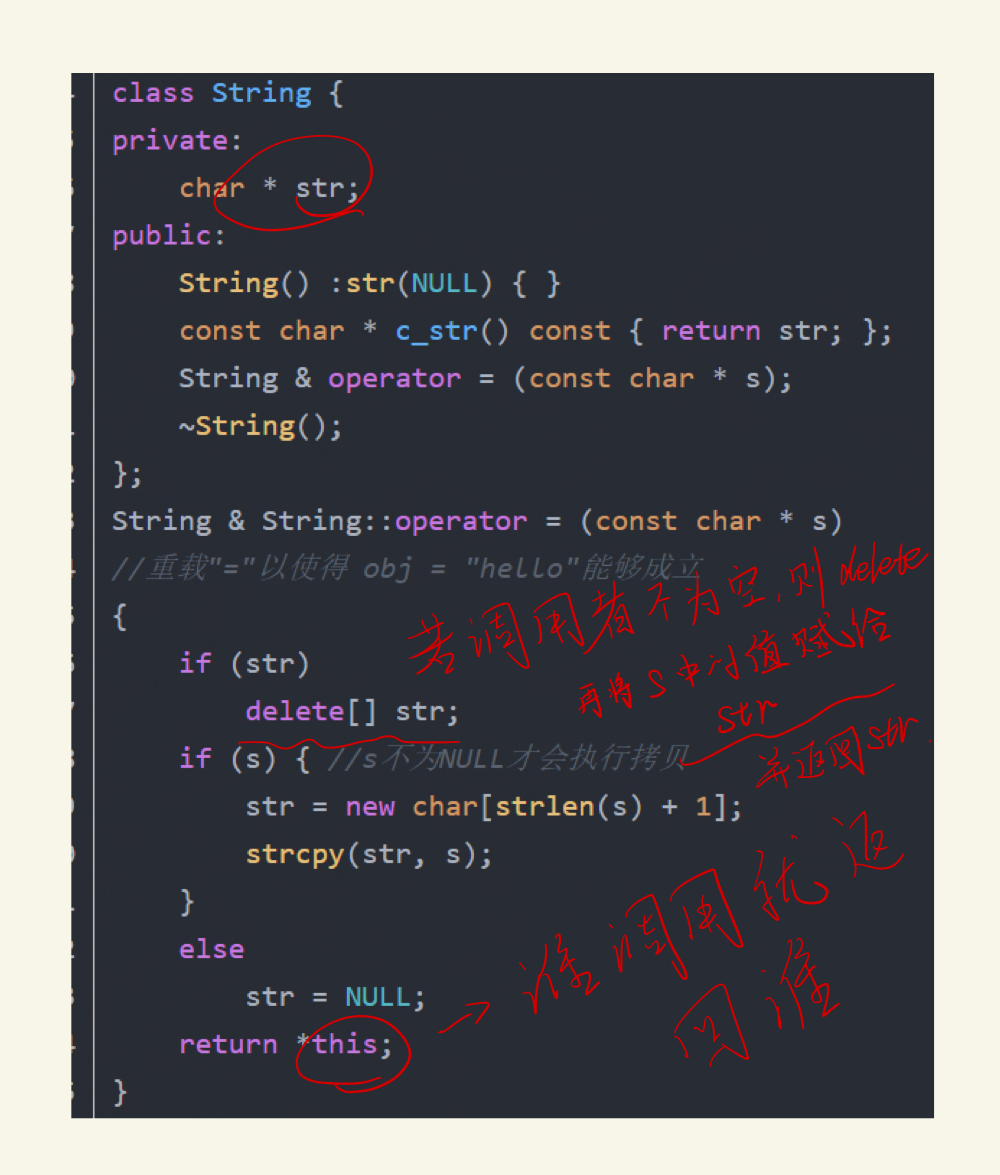 class String {
private:
    char * str;
public:
    String() :str(NULL) { }
    const char * c_str() const { return str; };
    String & operator = (const char * s);
    ~String();
};
String & String::operator = (const char * s)
//重载"="以使得 obj = "hello"能够成立
{
若调用者不为空,则delete
    if (str)
再将s中的值赋给
        delete[] str;
str
并返回str.
    if (s) { //s不为NULL才会执行拷贝
        str = new char[strlen(s) + 1];
        strcpy(str, s);
    }
    else
        str = NULL;
    return *this;
→ 谁调用就返
回谁
}